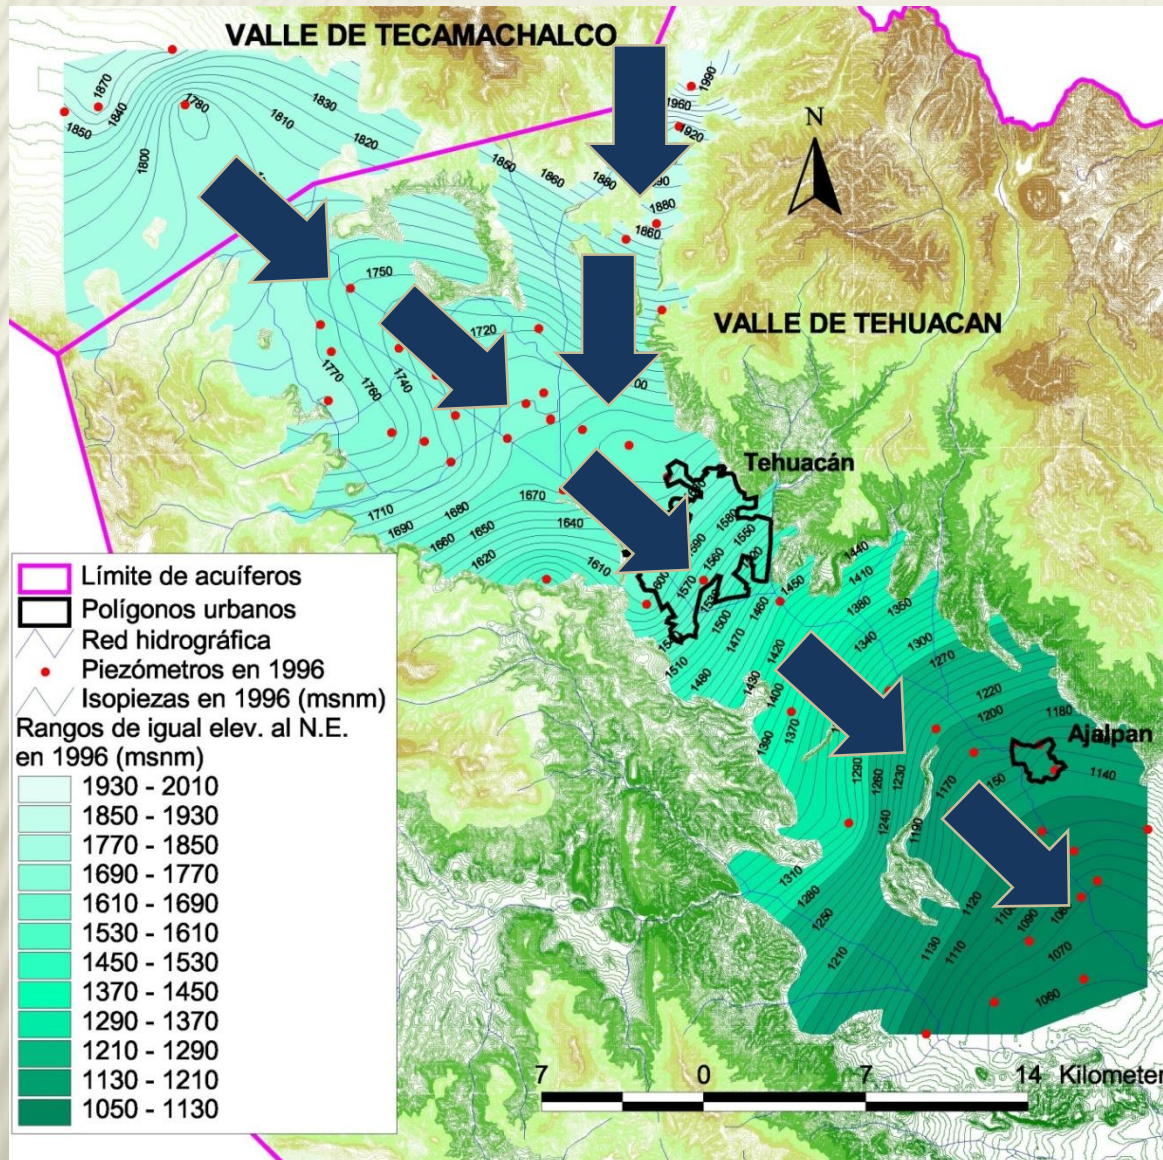 VALLE DE TECAMACHALCO
1870
1840
1850
1780
1830
1810
1820
1800
1990
1960
1920
1850
1860
1880
1880
1860
N
1750
1720
1770
1760
1740
VALLE DE TEHUACAN
Tehuacán
1710
1690
1680
1660
1650
1670
1640
1620
1610
1580
1550
1560
1570
1500
1510
1480
1470
1460
1450
1440
1410
1380
1350
1340
1300
1270
1420
1430
1400
1390
1370
1220
1200
1180
Ajalpan
1140
1290
1260
1230
1240
1190
1170
1310
1280
1250
1210
1120
1130
1110
1090
1070
1060
Límite de acuíferos
Polígonos urbanos
Red hidrográfica
Piezómetros en 1996
Isopiezas en 1996 (msnm)
Rangos de igual elev. al N.E.
en 1996 (msnm)
1930 - 2010
1850 - 1930
1770 - 1850
1690 - 1770
1610 - 1690
1530 - 1610
1450 - 1530
1370 - 1450
1290 - 1370
1210 - 1290
1130 - 1210
1050 - 1130
7 0 7 14 Kilometer